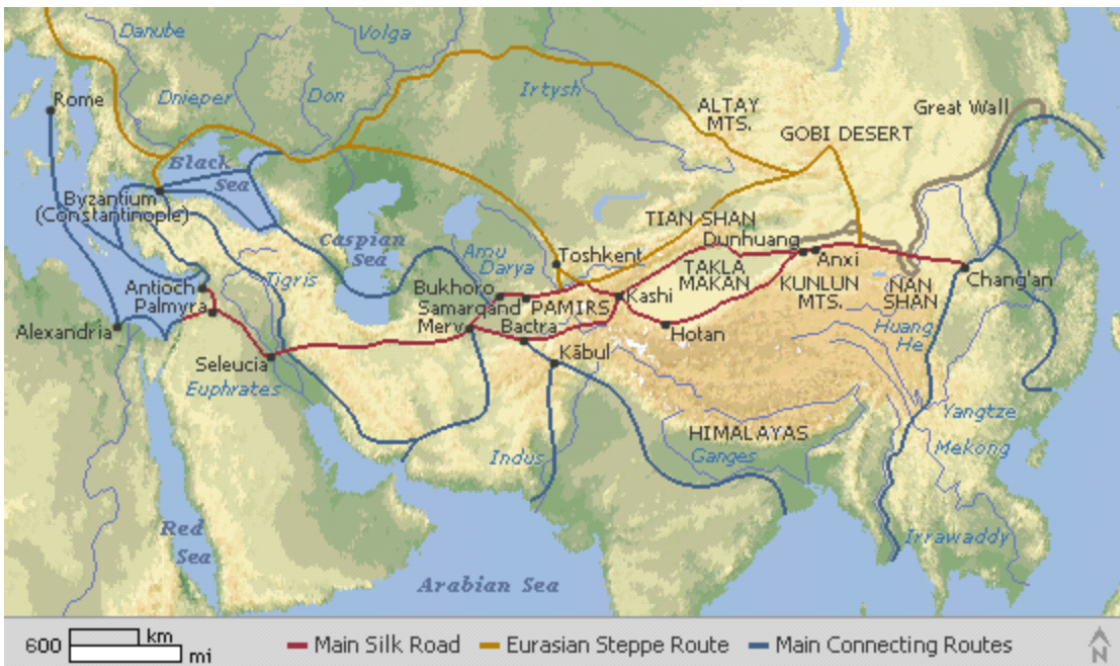 Danube
Volga
Rome
Dnieper
Don
Irtysh
ALTAY
MTS.
Great Wall
GOBI DESERT
Black
Sea
Byzantium
(Constantinople)
TIAN SHAN
Caspian
Sea
Amu
Darya
Toshkent
Dunhuang
Anxi
Tigris
TAKLA
MAKAN
KUNLUN
MTS.
NAN
SHAN
Chang'an
Antioch
Palmyra
Bukhoro
Samarqand
PAMIRS
Kashi
Alexandria
Merv
Bactra
Hotan
Huang
He
Seleucia
Kābul
Euphrates
Yangtze
HIMALAYAS
Indus
Ganges
Mekong
Red
Sea
Irrawaddy
Arabian Sea
600 km
mi
Main Silk Road
Eurasian Steppe Route
Main Connecting Routes
N